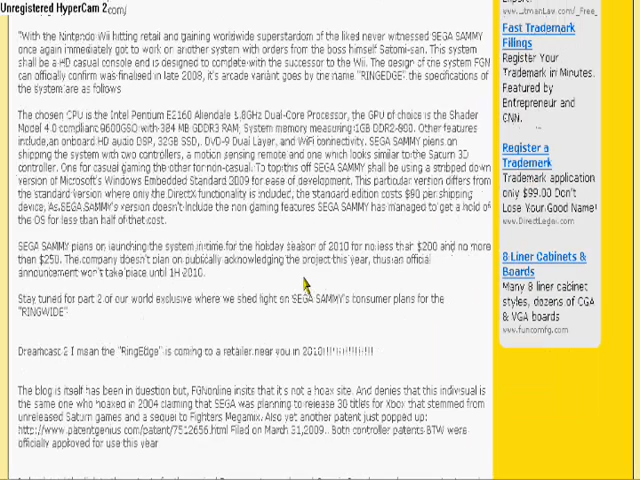 Unregistered HyperCam 2
com/
"With the Nintendo Wii hitting retail and gaining worldwide superstardom of the liked never witnessed SEGA SAMMY
once again immediately got to work on another system with orders from the boss himself Satomi-san. This system
shall be a HD casual console and is designed to complete with the successor to the Wii. The design of the system FGN
can officially confirm was finalised in late 2008, it's arcade variant goes by the name "RINGEDGE", the specifications of
the system are as follows
The chosen CPU is the Intel Pentium E2160 Allendale 1.8GHz Dual-Core Processor, the GPU of choice is the Shader
Model 4.0 compliant 9600GSO with 384 MB GDDR3 RAM, System memory measuring 1GB DDR2-800. Other features
include,an onboard HD audio DSP, 32GB SSD,. DVD-9 Dual Layer, and WiFi connectivity. SEGA SAMMY plans on
shipping the system with two controllers, a motion sensing remote and one which looks similar to the Saturn 3D
controller. One for casual gaming the other for non-casual. To top this off SEGA SAMMY shall be using a stripped down
version of Microsoft's Windows Embedded Standard 2009 for ease of development. This particular version differs from
the standard version where only the DirectX functionality is included, the standard edition costs $90 per shipping
device, As SEGA SAMMY's version doesn't include the non gaming features SEGA SAMMY has managed to get a hold of
the OS for less than half of that cost.
SEGA SAMMY plans on launching the system in time for the holiday season of 2010 for no less than $200 and no more
than $250. The company doesn't plan on publically acknowledging the project this year, thus an official
announcement won't take place until 1H 2010.
Stay tuned for part 2 of our world exclusive where we shed light on SEGA SAMMY's consumer plans for the
"RINGWIDE"
Dreamcast 2 I mean the "RingEdge" is coming to a retailer near you in 2010!!!!!!!!!!!!!!!!
The blog is itself has been in question but, FGNonline insits that it's not a hoax site. And denies that this indivisual is
the same one who hoaxed in 2004 claiming that SEGA was planning to release 30 titles for Xbox that stemmed from
unreleased Saturn games and a sequel to Fighters Megamix. Also yet another patent just popped up:
http://www.patentgenius.com/patent/7512656.html Filed on March 31,2009.. Both controller patents BTW were
officially approved for use this year
Expert!
www....tmanLaw.com/_Free_
Fast Trademark
Filings
Register Your
Trademark in Minutes.
Featured by
Entrepreneur and
CNN.
Register a
Trademark
Trademark application
only $99.00 Don't
Lose Your Good Name!
www.DirectLegal.com
8 Liner Cabinets &
Boards
Many 8 liner cabinet
styles, dozens of CGA
& VGA boards
www.funcomfg.com